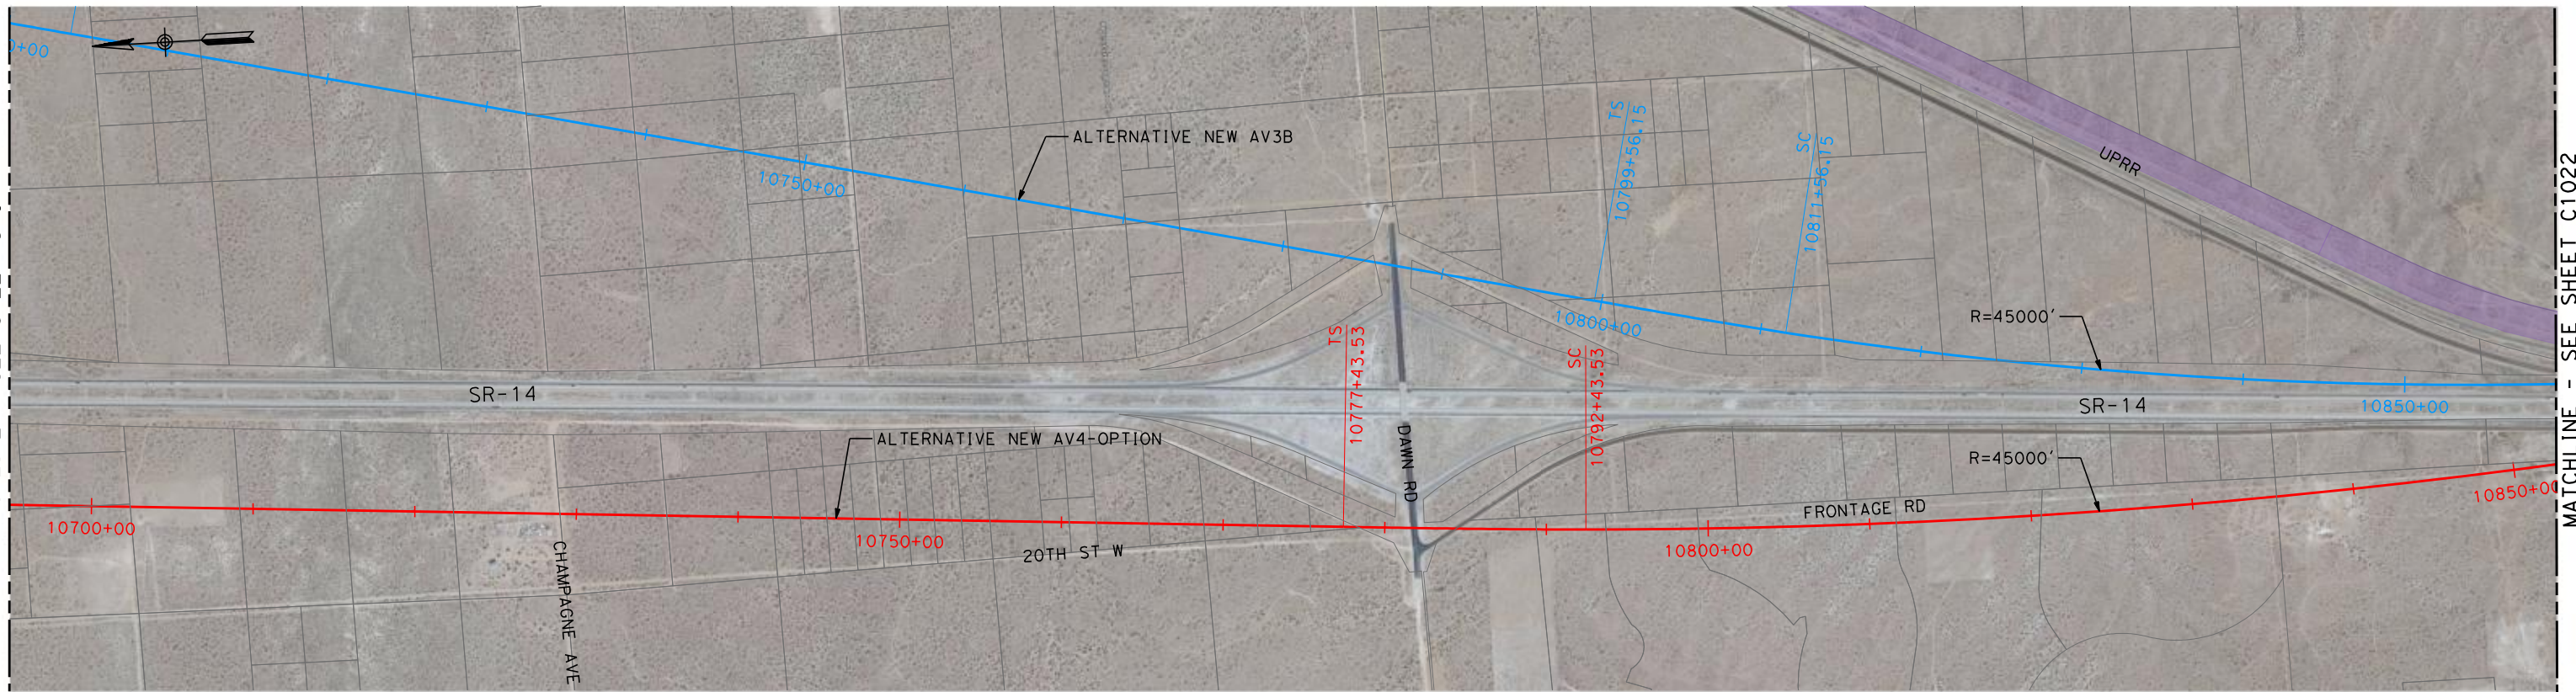 0+00
ALTERNATIVE NEW AV3B
10750+00
TS
10799+56.15
SC
10811+56.15
UPRR
10800+00
R=45000'
SR-14
SR-14
10850+00
TS
10777+43.53
SC
10792+43.53
DAWN RD
ALTERNATIVE NEW AV4-OPTION
R=45000'
10700+00
10750+00
10800+00
10850+00
FRONTAGE RD
20TH ST W
CHAMPAGNE AVE
MATCHLINE - SEE SHEET C1022